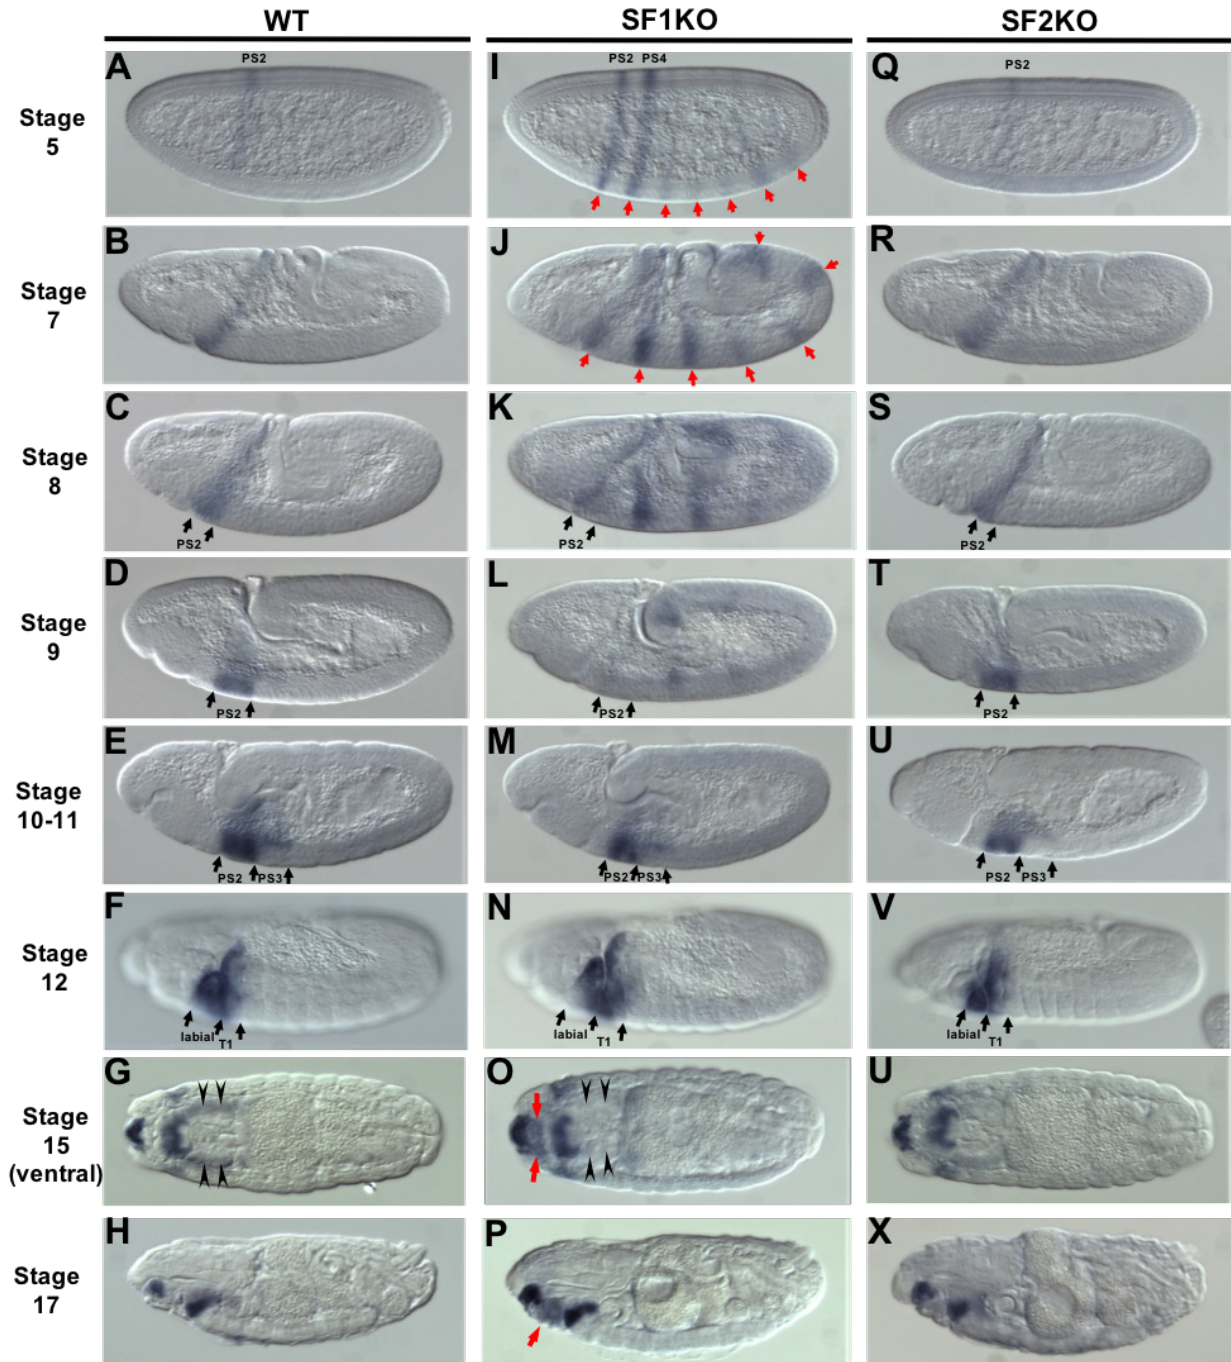 WT SF1KO SF2KO
Stage 5
A PS2
I PS2 PS4
Q PS2
Stage 7
B
J
R
Stage 8
C PS2
K PS2
S PS2
Stage 9
D PS2
L PS2
T PS2
Stage 10-11
E PS2 PS3
M PS2 PS3
U PS2 PS3
Stage 12
F labial T1
N labial T1
V labial T1
Stage 15 (ventral)
G
O
U
Stage 17
H
P
X